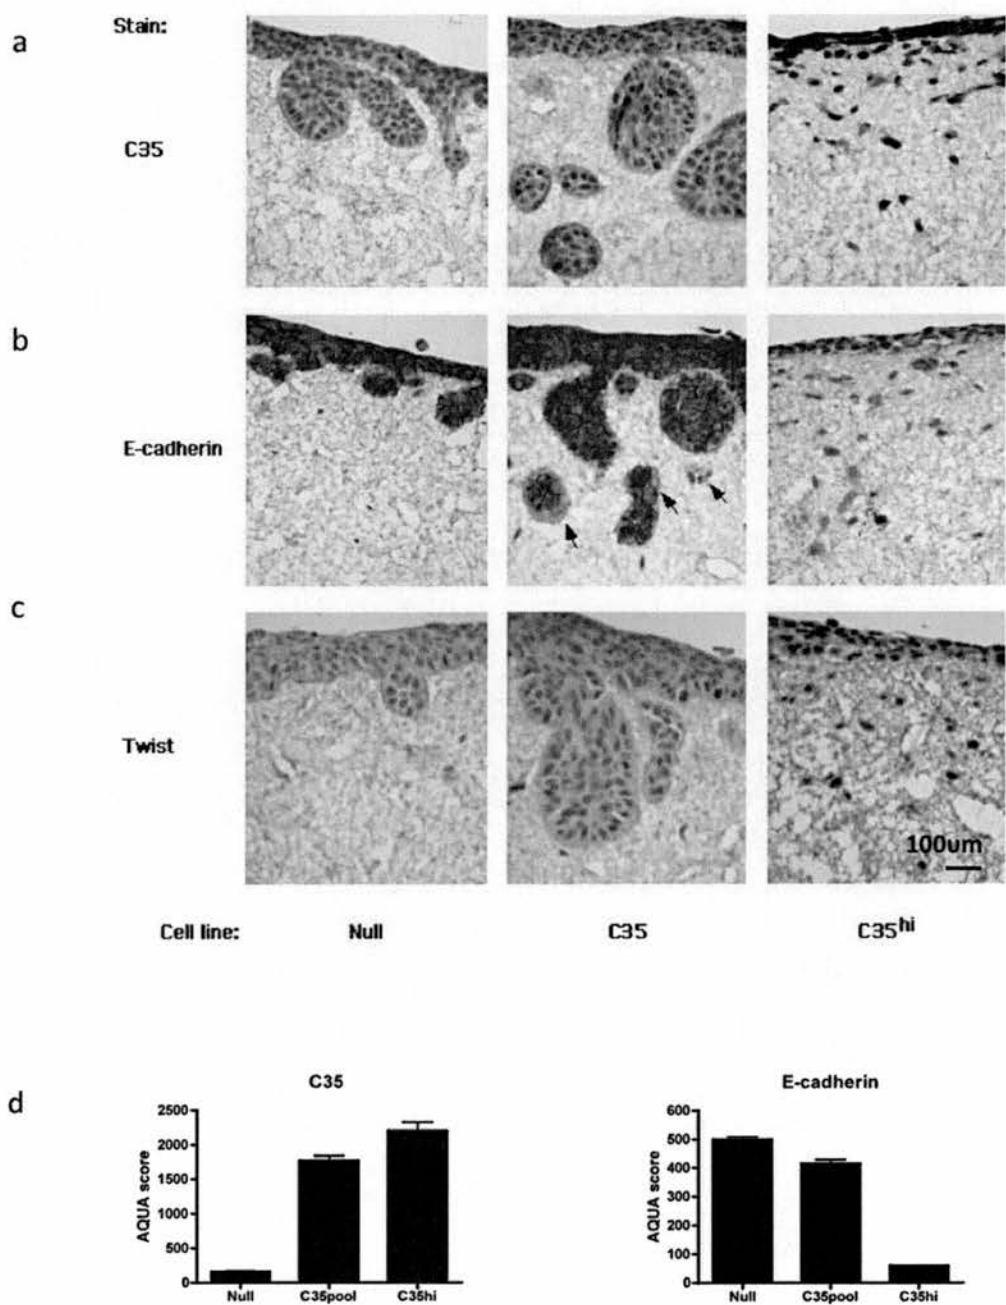 a
Stain:
C35
b
E-cadherin
c
Twist
100um
Cell line: Null C35 C35hi
d
C35
AQUA score
2500
2000
1500
1000
500
0
Null C35pool C35hi
E-cadherin
AQUA score
600
500
400
300
200
100
0
Null C35pool C35hi